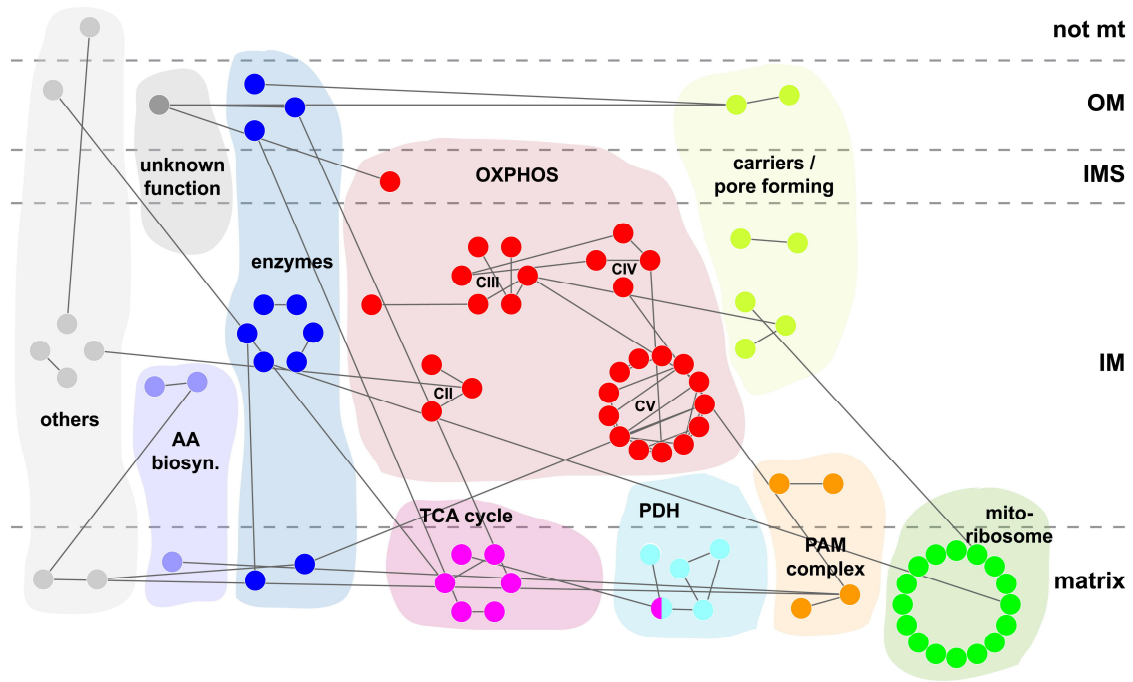 not mt
OM
IMS
IM
matrix
unknown
function
OXPHOS
carriers /
pore forming
enzymes
CIII
CIV
CII
CV
others
AA
biosyn.
TCA cycle
PDH
PAM
complex
mito-
ribosome